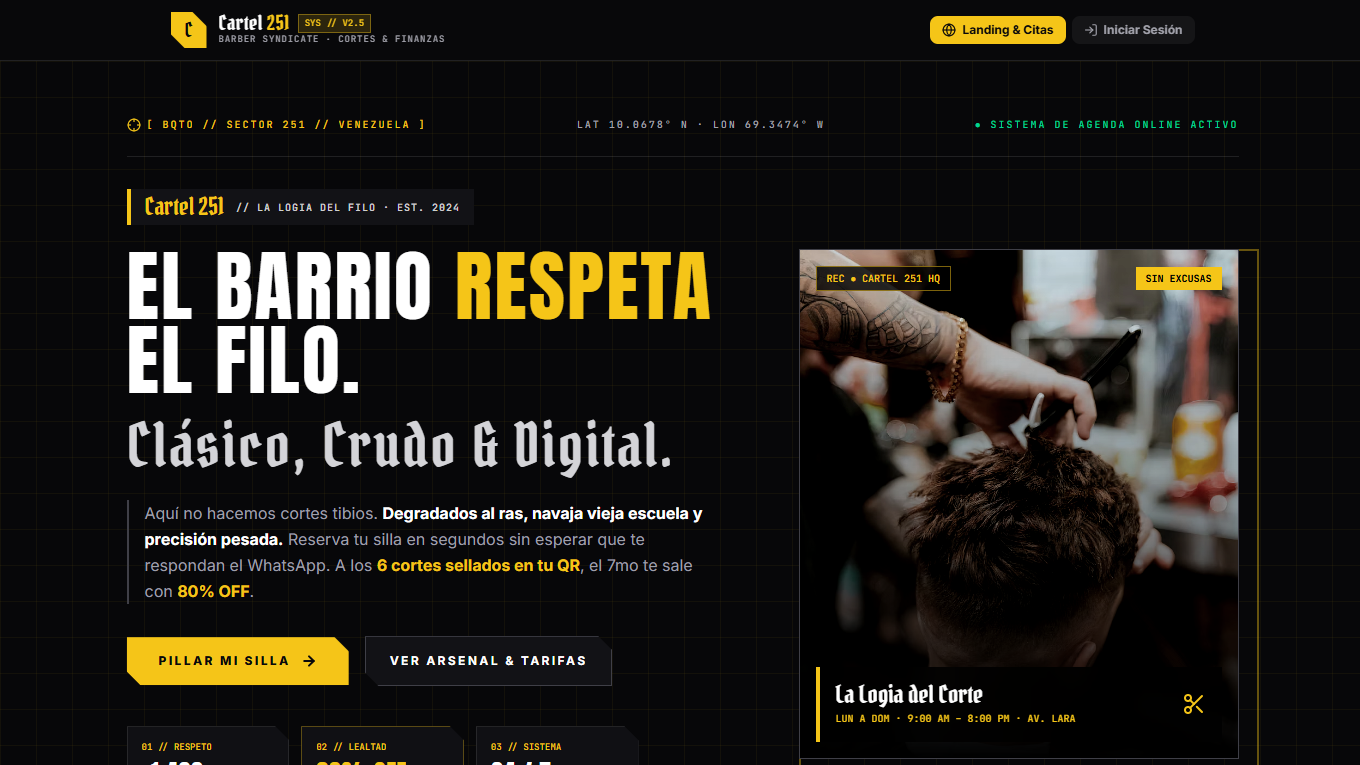 C
Cartel 251
SYS // V2.5
BARBER SYNDICATE · CORTES & FINANZAS
Landing & Citas
Iniciar Sesión
[ BQTO // SECTOR 251 // VENEZUELA ]
LAT 10.0678° N · LON 69.3474° W
● SISTEMA DE AGENDA ONLINE ACTIVO
Cartel 251
// LA LOGIA DEL FILO · EST. 2024
EL BARRIO RESPETA
EL FILO.
Clásico, Crudo & Digital.
Aquí no hacemos cortes tibios. Degradados al ras, navaja vieja escuela y
precisión pesada. Reserva tu silla en segundos sin esperar que te
respondan el WhatsApp. A los 6 cortes sellados en tu QR, el 7mo te sale
con 80% OFF.
PILLAR MI SILLA →
VER ARSENAL & TARIFAS
REC ● CARTEL 251 HQ
SIN EXCUSAS
La Logia del Corte
LUN A DOM · 9:00 AM – 8:00 PM · AV. LARA
01 // RESPETO
02 // LEALTAD
03 // SISTEMA